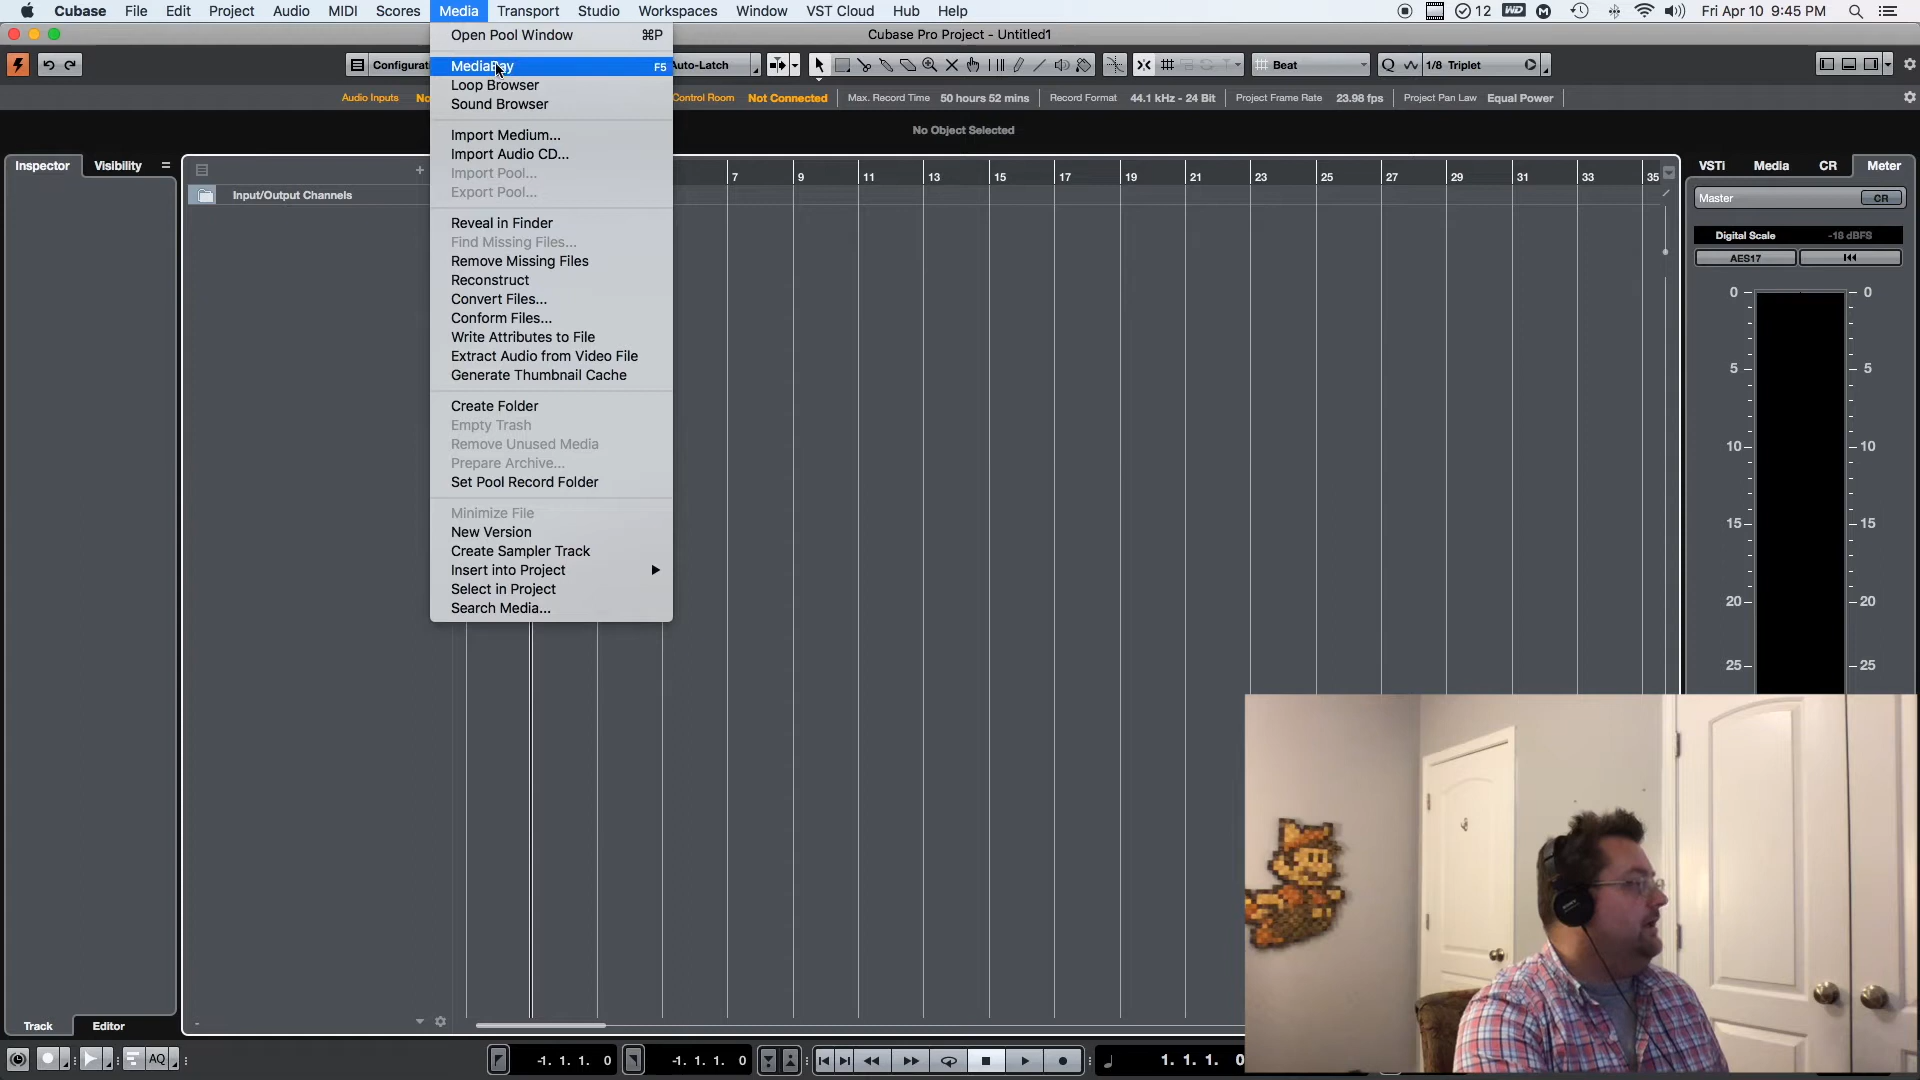 Cubase File Edit Project Audio MIDI Scores Media Transport Studio Workspaces Window VST Cloud Hub Help 12 WD M Fri Apr 10 9:45 PM
Cubase Pro Project - Untitled1
Open Pool Window ⌘P
Configurat Auto-Latch Beat Q 1/8 Triplet
MediaBay F5
Loop Browser
Sound Browser
Audio Inputs No Control Room Not Connected Max. Record Time 50 hours 52 mins Record Format 44.1 kHz - 24 Bit Project Frame Rate 23.98 fps Project Pan Law Equal Power
No Object Selected
Import Medium...
Import Audio CD...
Import Pool...
Export Pool...
Reveal in Finder
Find Missing Files...
Remove Missing Files
Reconstruct
Convert Files...
Conform Files...
Write Attributes to File
Extract Audio from Video File
Generate Thumbnail Cache
Create Folder
Empty Trash
Remove Unused Media
Prepare Archive...
Set Pool Record Folder
Minimize File
New Version
Create Sampler Track
Insert into Project
Select in Project
Search Media...
Inspector Visibility
Input/Output Channels
7 9 11 13 15 17 19 21 23 25 27 29 31 33 35
VSTi Media CR Meter
Master CR
Digital Scale -18 dBFS
AES17
0 0
5 5
10 10
15 15
20 20
25 25
Track Editor
AQ -1. 1. 1. 0 -1. 1. 1. 0 1. 1. 1. 0
SONY